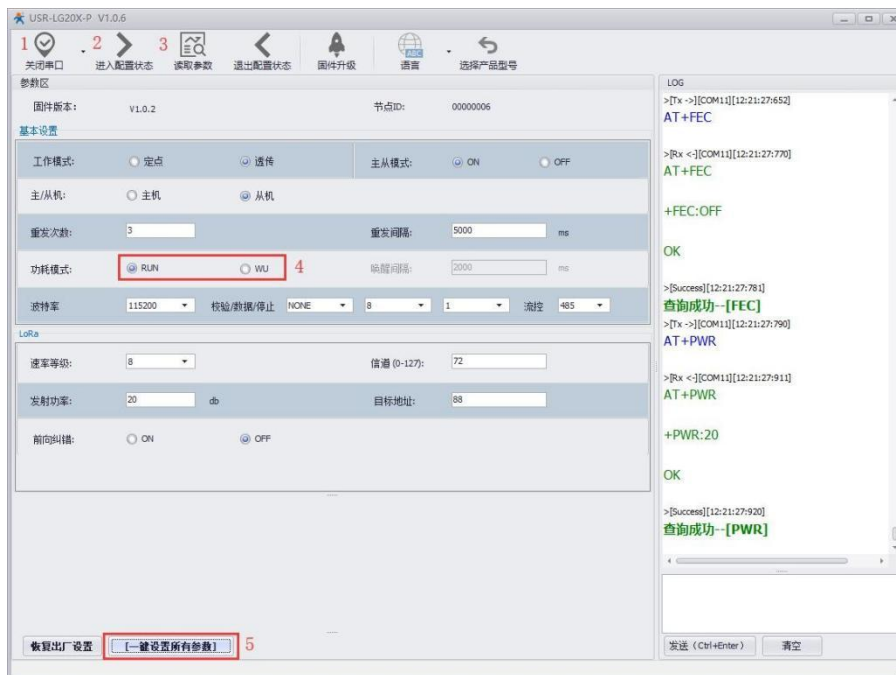 USR-LG20X-P V1.0.6
1 2 3
关闭串口 进入配置状态 读取参数 退出配置状态 固件升级 ABC 语言 选择产品型号
参数区
固件版本: V1.0.2 节点ID: 00000006
基本设置
工作模式: 定点 透传 主从模式: ON OFF
主/从机: 主机 从机
重发次数: 3 重发间隔: 5000 ms
功耗模式: RUN WU 4 唤醒间隔: 2000 ms
波特率 115200 校验/数据/停止 NONE 8 1 流控 485
LoRa
速率等级: 8 信道(0-127): 72
发射功率: 20 db 目标地址: 88
前向纠错: ON OFF
恢复出厂设置 [一键设置所有参数] 5
LOG
>[Tx ->][COM11][12:21:27:652]
AT+FEC
>[Rx <-][COM11][12:21:27:770]
AT+FEC
+FEC:OFF
OK
>[Success][12:21:27:781]
查询成功--[FEC]
>[Tx ->][COM11][12:21:27:790]
AT+PWR
>[Rx <-][COM11][12:21:27:911]
AT+PWR
+PWR:20
OK
>[Success][12:21:27:920]
查询成功--[PWR]
发送（Ctrl+Enter） 清空